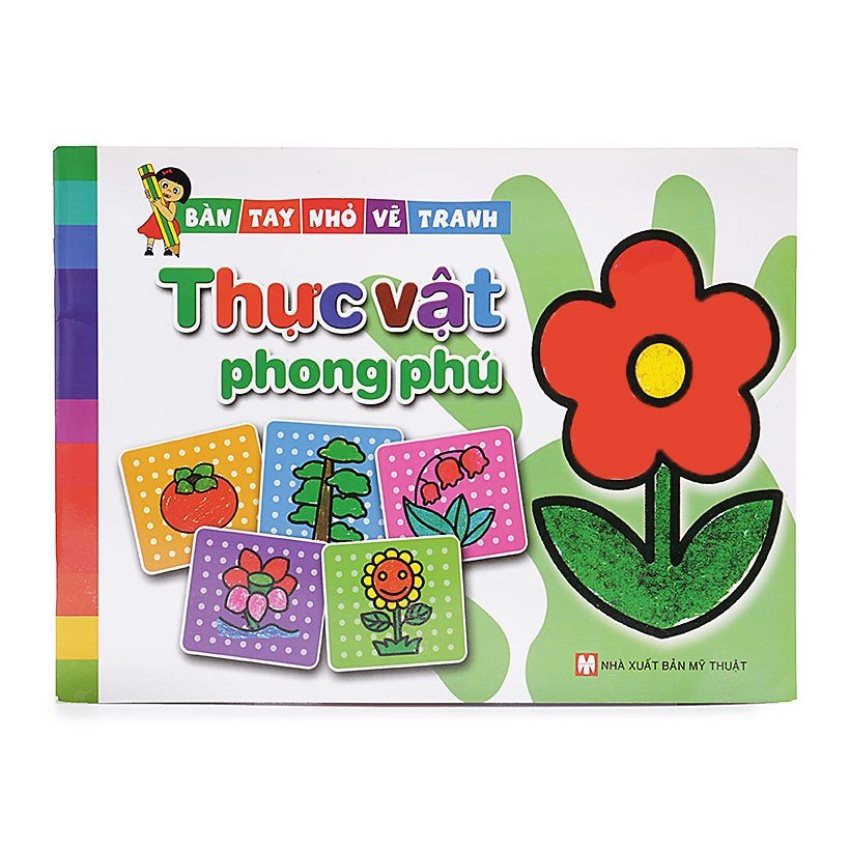 BÀN TAY NHỎ VẼ TRANH
Thực vật
phong phú
NHÀ XUẤT BẢN MỸ THUẬT